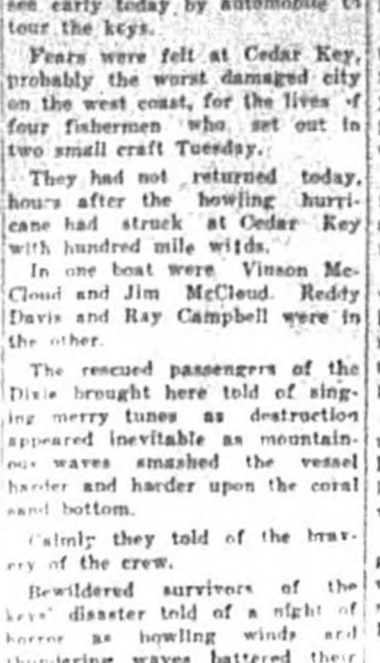 see early today by automobile to
tour the keys.
Fears were felt at Cedar Key,
probably the worst damaged city
on the west coast, for the lives of
four fishermen who set out in
two small craft Tuesday.
They had not returned today,
hours after the howling hurri-
cane had struck at Cedar Key
with hundred mile winds.
In one boat were Vinson Mc-
Cloud and Jim McCloud. Reddy
Davis and Ray Campbell were in
the other.
The rescued passengers of the
Dixie brought here told of sing-
ing merry tunes as destruction
appeared inevitable as mountain-
ous waves smashed the vessel
harder and harder upon the coral
sand bottom.
Calmly they told of the brav-
ery of the crew.
Bewildered survivors of the
keys' disaster told of a night of
horror as howling winds and
thundering waves battered their